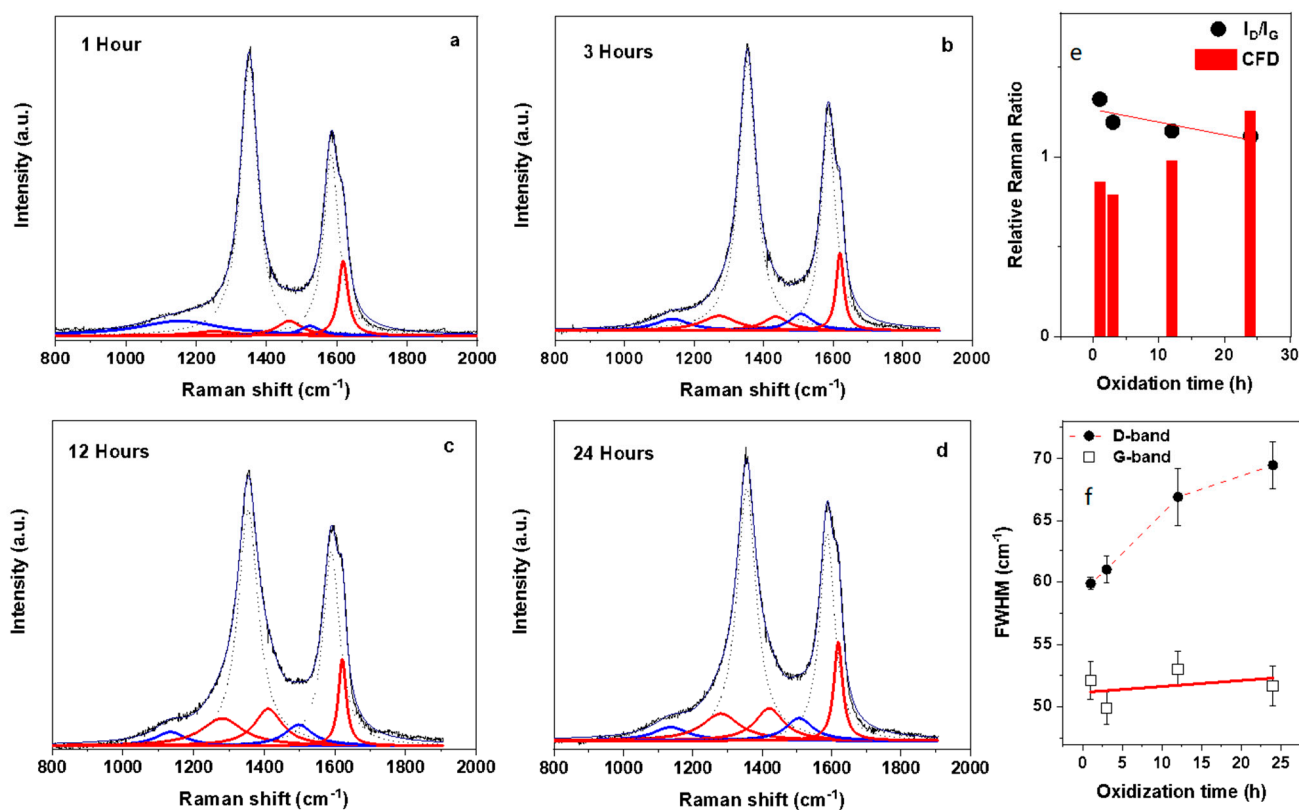 1 Hour
a
Intensity (a.u.)
800 1000 1200 1400 1600 1800 2000
Raman shift (cm⁻¹)
3 Hours
b
Intensity (a.u.)
800 1000 1200 1400 1600 1800 2000
Raman shift (cm⁻¹)
e
I_D/I_G
CFD
Relative Raman Ratio
1
0
0 10 20 30
Oxidation time (h)
12 Hours
c
Intensity (a.u.)
800 1000 1200 1400 1600 1800 2000
Raman shift (cm⁻¹)
24 Hours
d
Intensity (a.u.)
800 1000 1200 1400 1600 1800 2000
Raman shift (cm⁻¹)
D-band
G-band
f
FWHM (cm⁻¹)
70
65
60
55
50
0 5 10 15 20 25
Oxidization time (h)